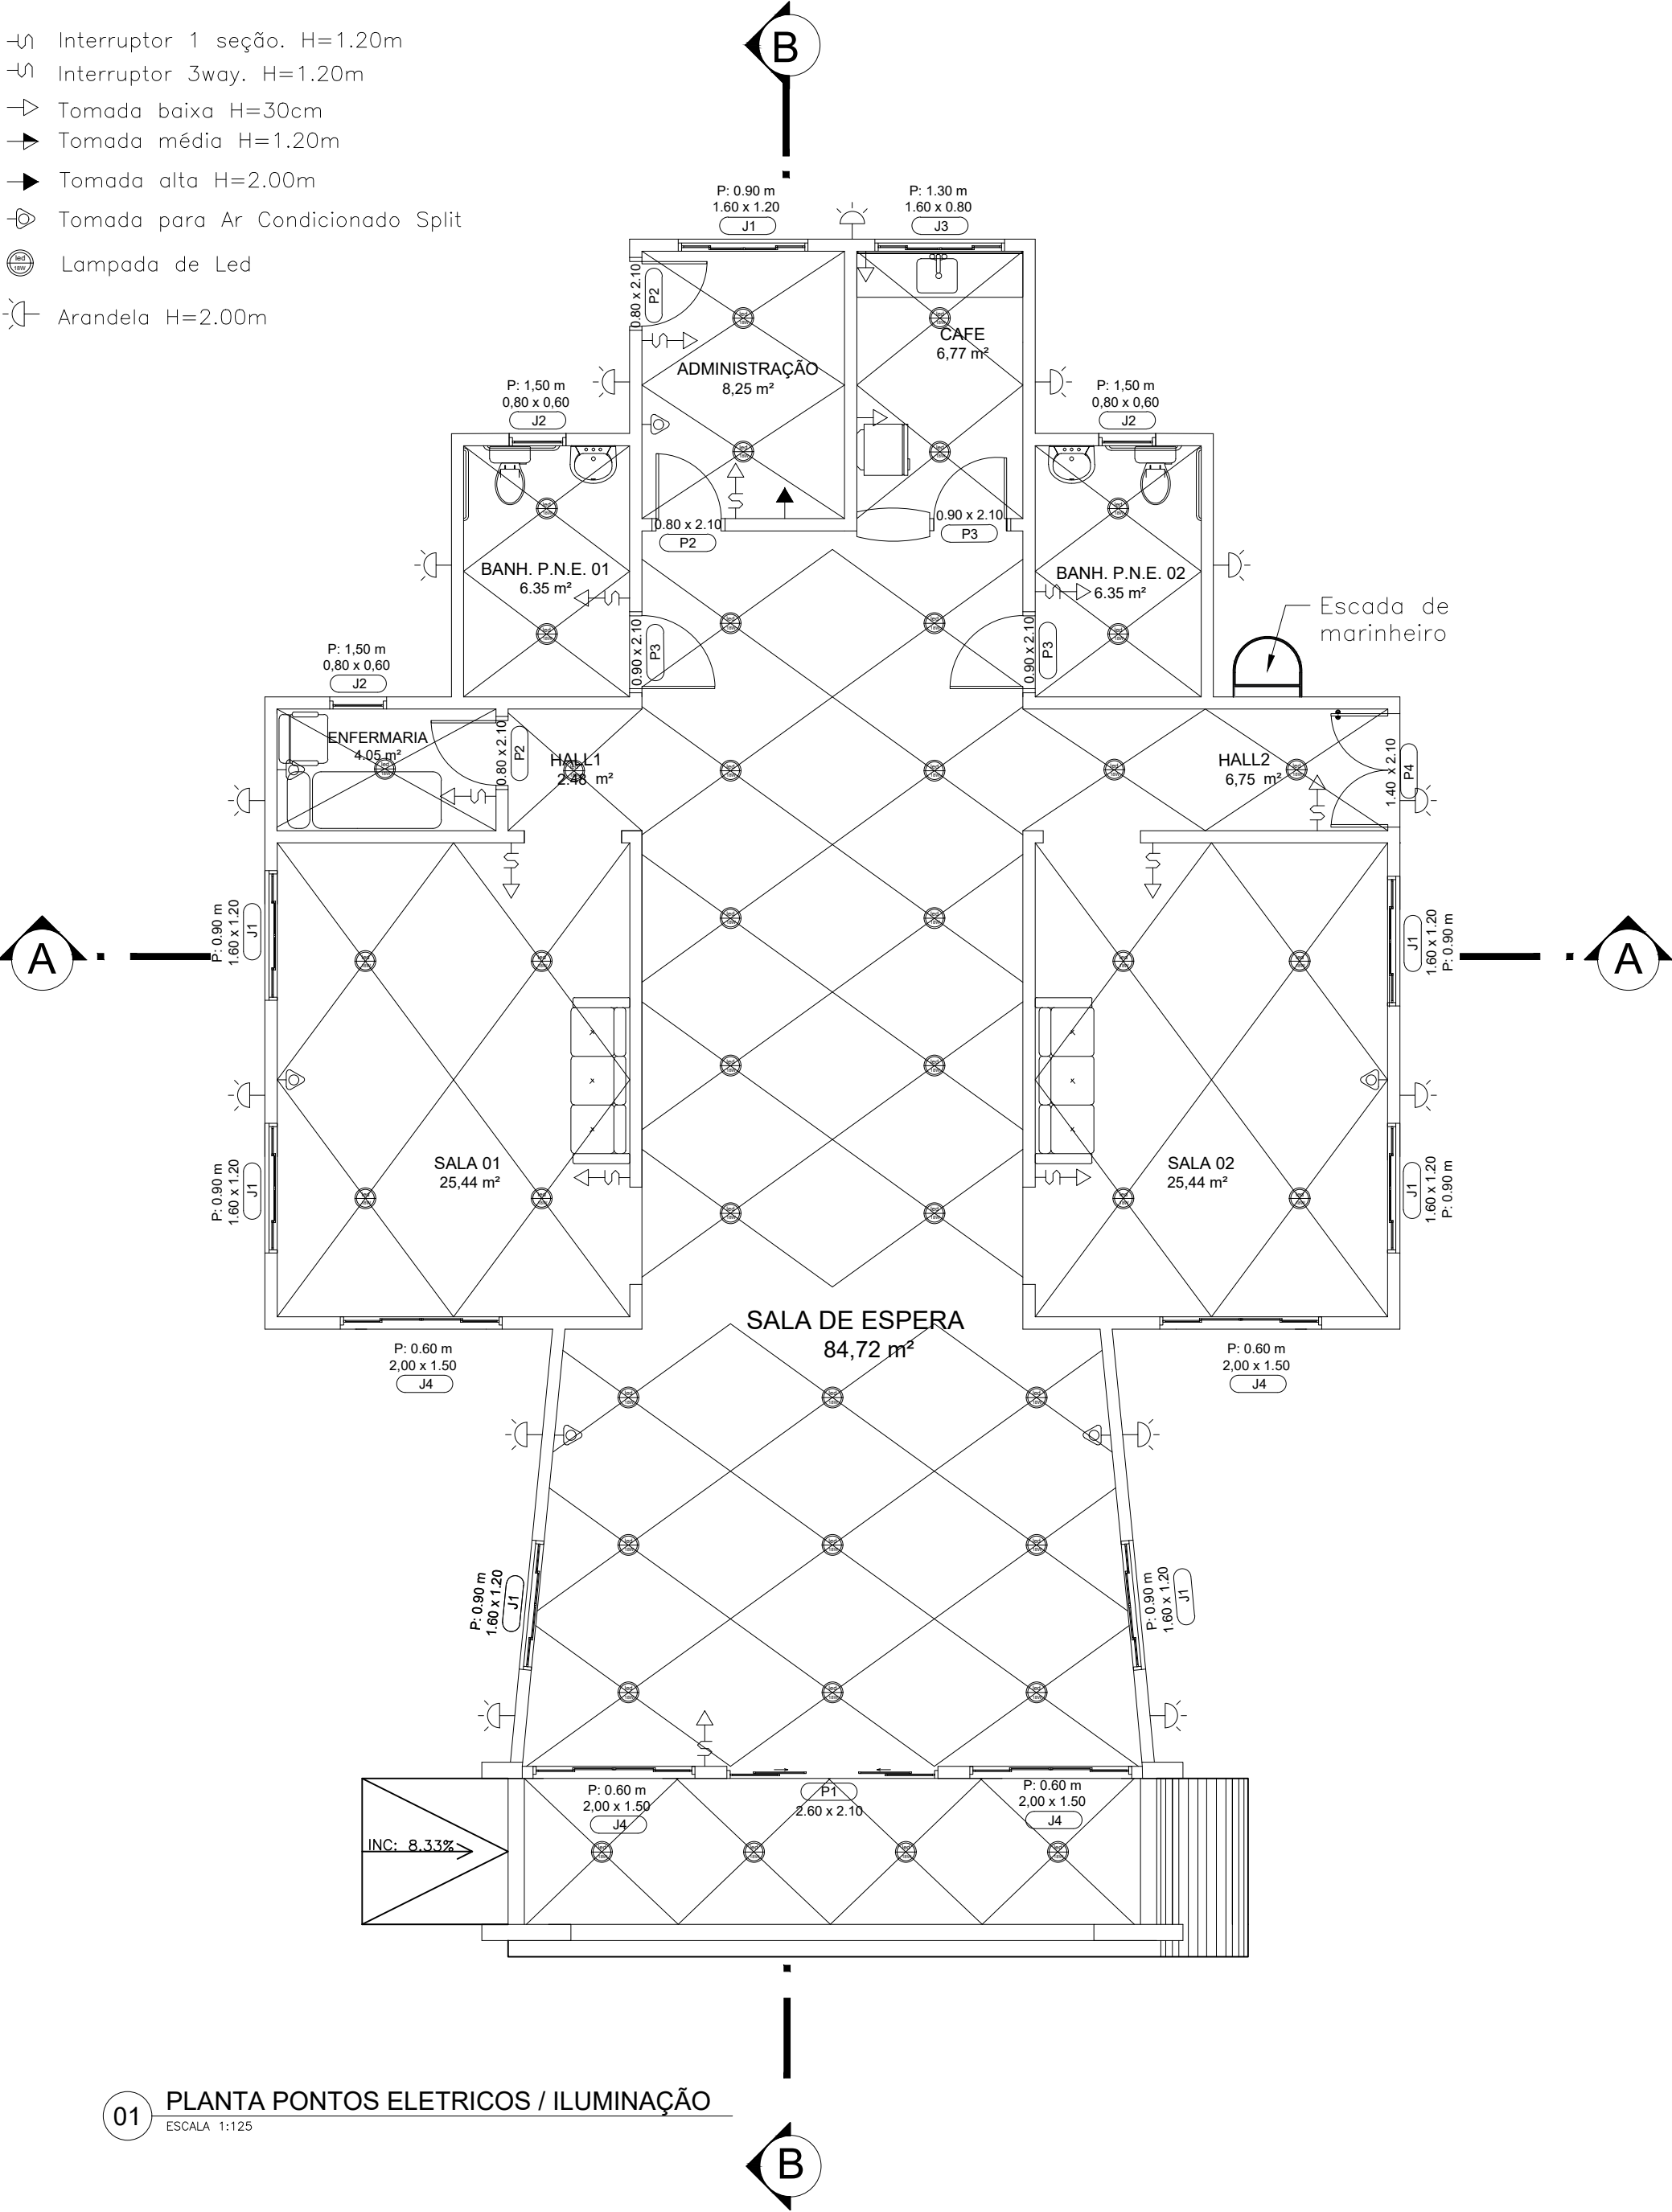 Interruptor 1 seção. H=1.20m
Interruptor 3way. H=1.20m
Tomada baixa H=30cm
Tomada média H=1.20m
Tomada alta H=2.00m
Tomada para Ar Condicionado Split
led
18W
Lampada de Led
Arandela H=2.00m
B
P: 0.90 m
1.60 x 1.20
J1
P: 1.30 m
1.60 x 0.80
J3
0.80 x 2.10
P2
CAFE
6,77 m²
ADMINISTRAÇÃO
8,25 m²
P: 1,50 m
0,80 x 0,60
J2
P: 1,50 m
0,80 x 0,60
J2
0.80 x 2.10
P2
0.90 x 2.10
P3
BANH. P.N.E. 01
6.35 m²
BANH. P.N.E. 02
6.35 m²
Escada de
marinheiro
0.90 x 2.10
P3
0.90 x 2.10
P3
P: 1,50 m
0,80 x 0,60
J2
ENFERMARIA
4.05 m²
0.80 x 2.10
P2
HALL1
2.48 m²
HALL2
6,75 m²
1.40 x 2.10
P4
A
P: 0.90 m
1.60 x 1.20
J1
J1
1.60 x 1.20
P: 0.90 m
A
SALA 01
25,44 m²
SALA 02
25,44 m²
P: 0.90 m
1.60 x 1.20
J1
J1
1.60 x 1.20
P: 0.90 m
SALA DE ESPERA
84,72 m²
P: 0.60 m
2,00 x 1.50
J4
P: 0.60 m
2,00 x 1.50
J4
P: 0.90 m
1.60 x 1.20
J1
P: 0.90 m
1.60 x 1.20
J1
P: 0.60 m
2,00 x 1.50
J4
P1
2.60 x 2.10
P: 0.60 m
2,00 x 1.50
J4
INC: 8.33%
01
PLANTA PONTOS ELETRICOS / ILUMINAÇÃO
ESCALA 1:125
B